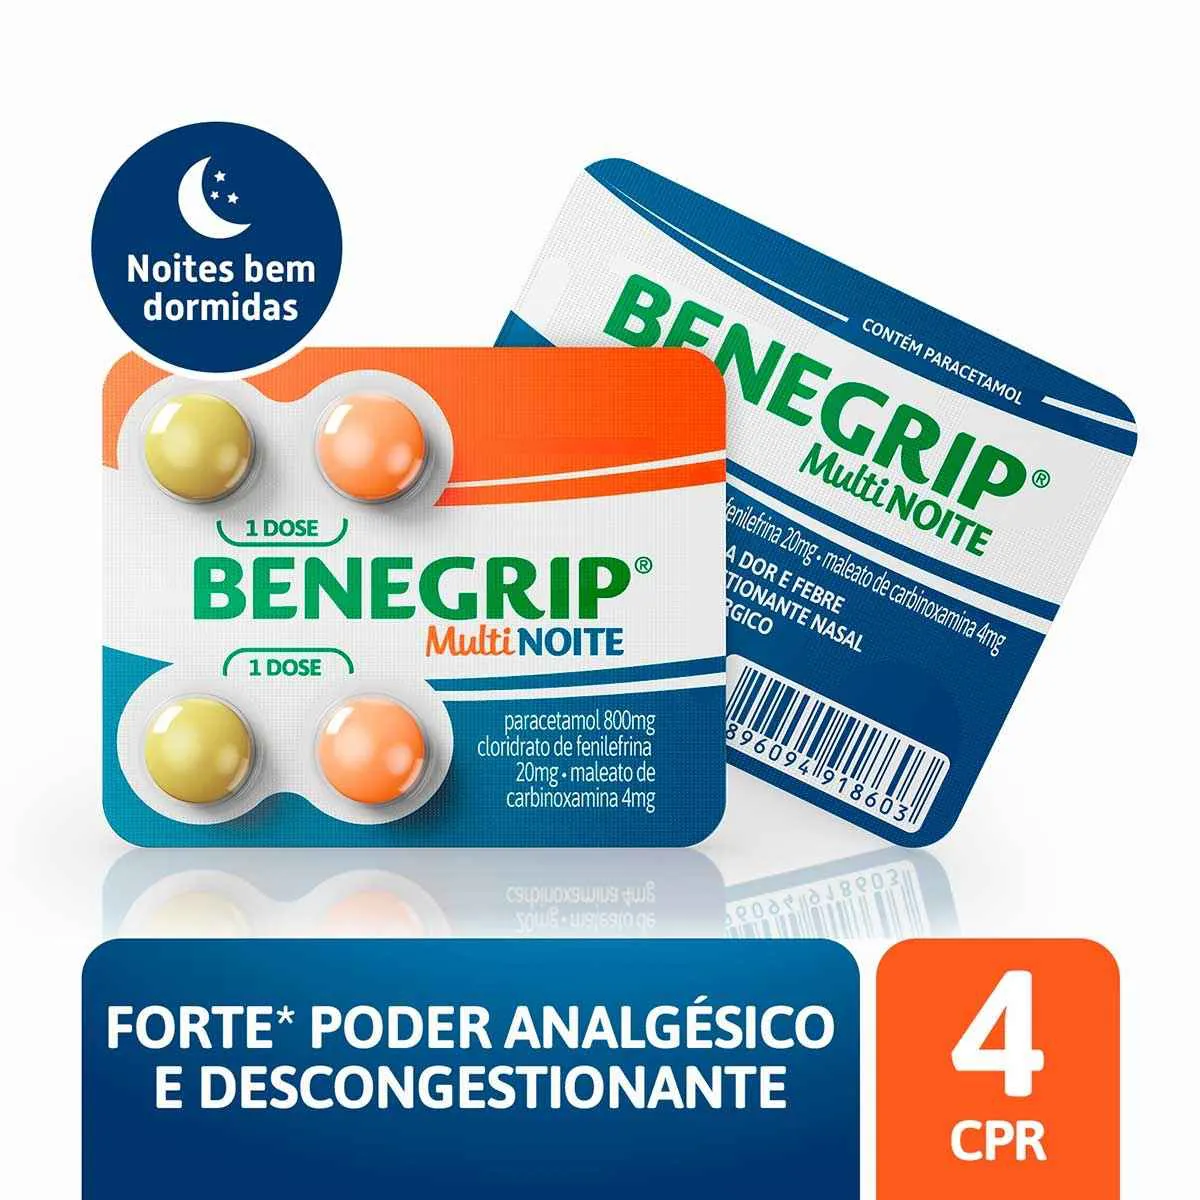 Noites bem
dormidas
1 DOSE
BENEGRIP®
Multi NOITE
1 DOSE
paracetamol 800mg
cloridrato de fenilefrina
20mg • maleato de
carbinoxamina 4mg
CONTÉM PARACETAMOL
BENEGRIP®
Multi NOITE
fenilefrina 20mg • maleato de carbinoxamina 4mg
A DOR E FEBRE
NASAL
896094 918603
FORTE* PODER ANALGÉSICO
E DESCONGESTIONANTE
4
CPR